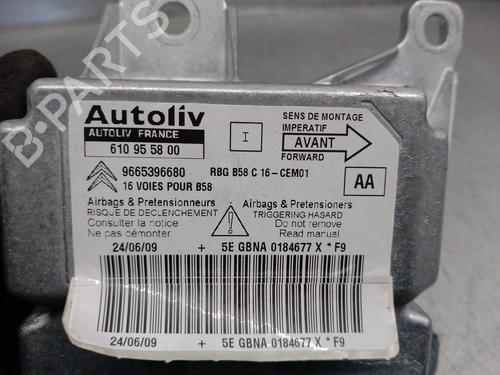 B-PARTS
Autoliv
AUTOLIV FRANCE
610 95 58 00
I
SENS DE MONTAGE
IMPERATIF
AVANT
FORWARD
9665396680
RBG B58 C 16-CEM01
16 VOIES POUR B58
AA
Airbags & Pretensionneurs
RISQUE DE DECLENCHEMENT
Consulter la notice
Ne pas démonter
Airbags & Pretensioners
TRIGGERING HASARD
Do not remove
Read manual
24/06/09 + 5E GBNA 0184677 X * F9
24/06/09 + 5E GBNA 0184677 X * F9